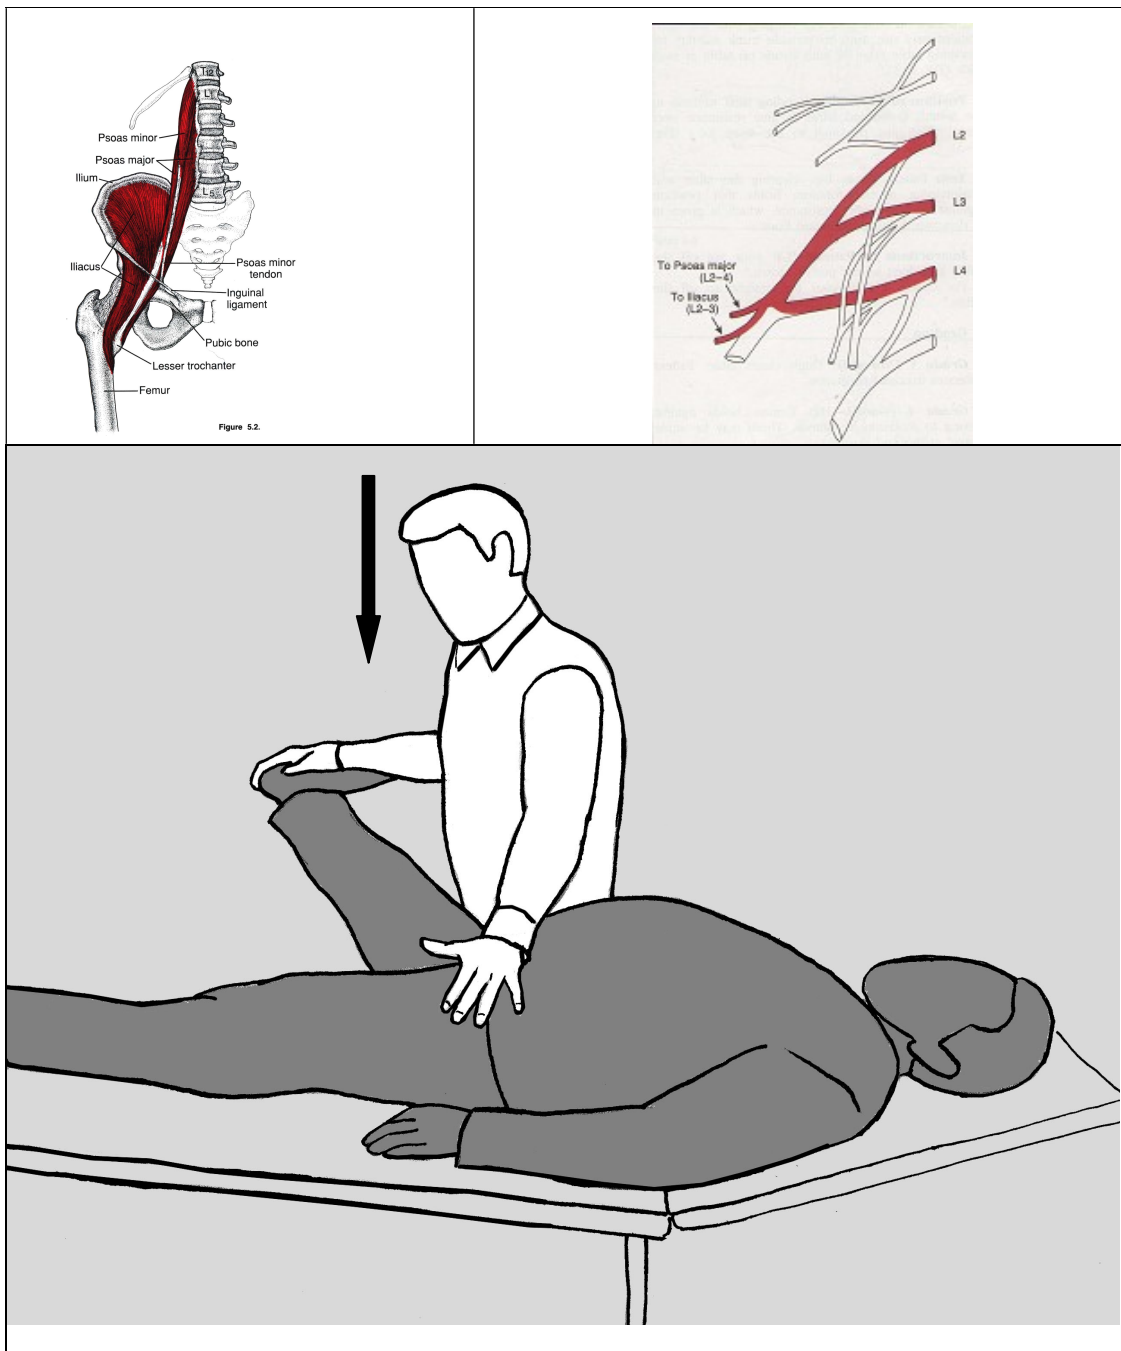 T12
L1
Psoas minor
Psoas major
Ilium
L5
Iliacus
Psoas minor
tendon
Inguinal
ligament
Pubic bone
Lesser trochanter
Femur
Figure 5.2.
L2
L3
L4
To Psoas major
(L2–4)
To Iliacus
(L2–3)